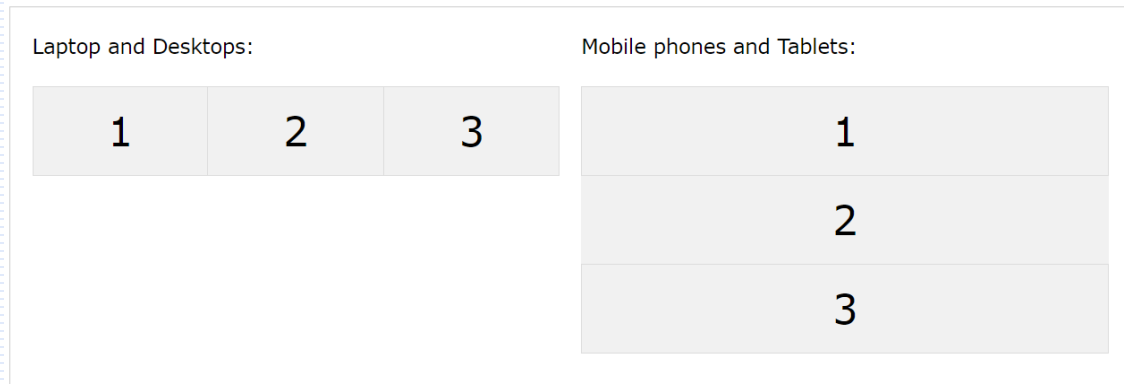 Laptop and Desktops:
1 2 3
Mobile phones and Tablets:
1
2
3